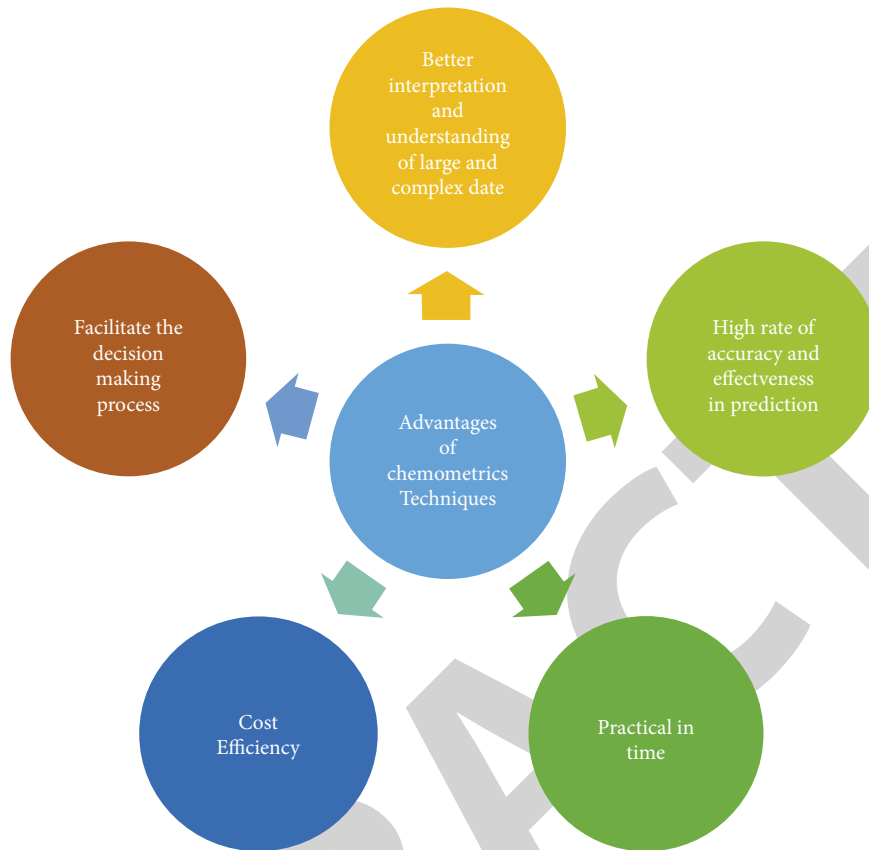 Better
interpretation
and
understanding
of large and
complex date
Facilitate the
decision
making
process
High rate of
accuracy and
effectveness
in prediction
Advantages
of
chemometrics
Techniques
Cost
Efficiency
Practical in
time